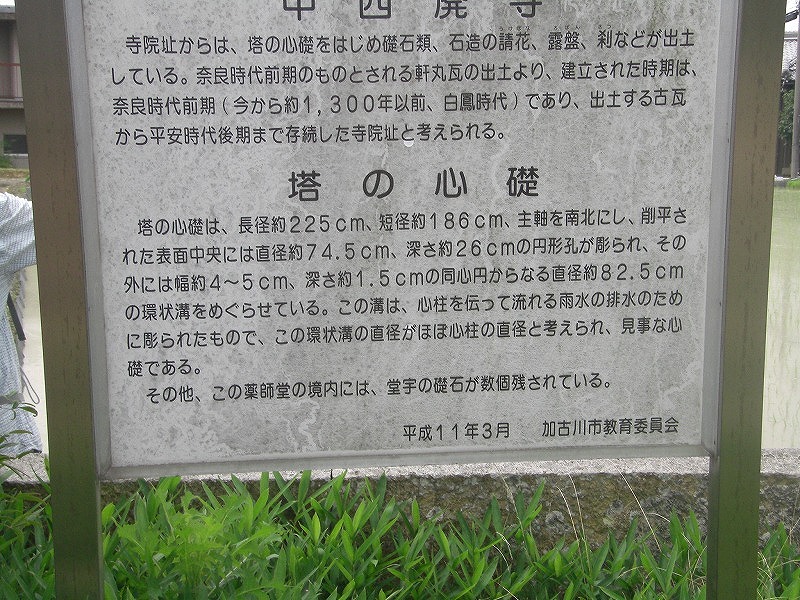 中西廃寺
寺院址からは、塔の心礎をはじめ礎石類、石造の請花、露盤、刹などが出土
している。奈良時代前期のものとされる軒丸瓦の出土より、建立された時期は、
奈良時代前期(今から約1,300年以前、白鳳時代)であり、出土する古瓦
から平安時代後期まで存続した寺院址と考えられる。
塔の心礎
塔の心礎は、長径約225cm、短径約186cm、主軸を南北にし、削平さ
れた表面中央には直径約74.5cm、深さ約26cmの円形孔が彫られ、その
外には幅約4〜5cm、深さ約1.5cmの同心円からなる直径約82.5cm
の環状溝をめぐらせている。この溝は、心柱を伝って流れる雨水の排水のため
に彫られたもので、この環状溝の直径がほぼ心柱の直径と考えられ、見事な心
礎である。
その他、この薬師堂の境内には、堂宇の礎石が数個残されている。
平成11年3月 加古川市教育委員会